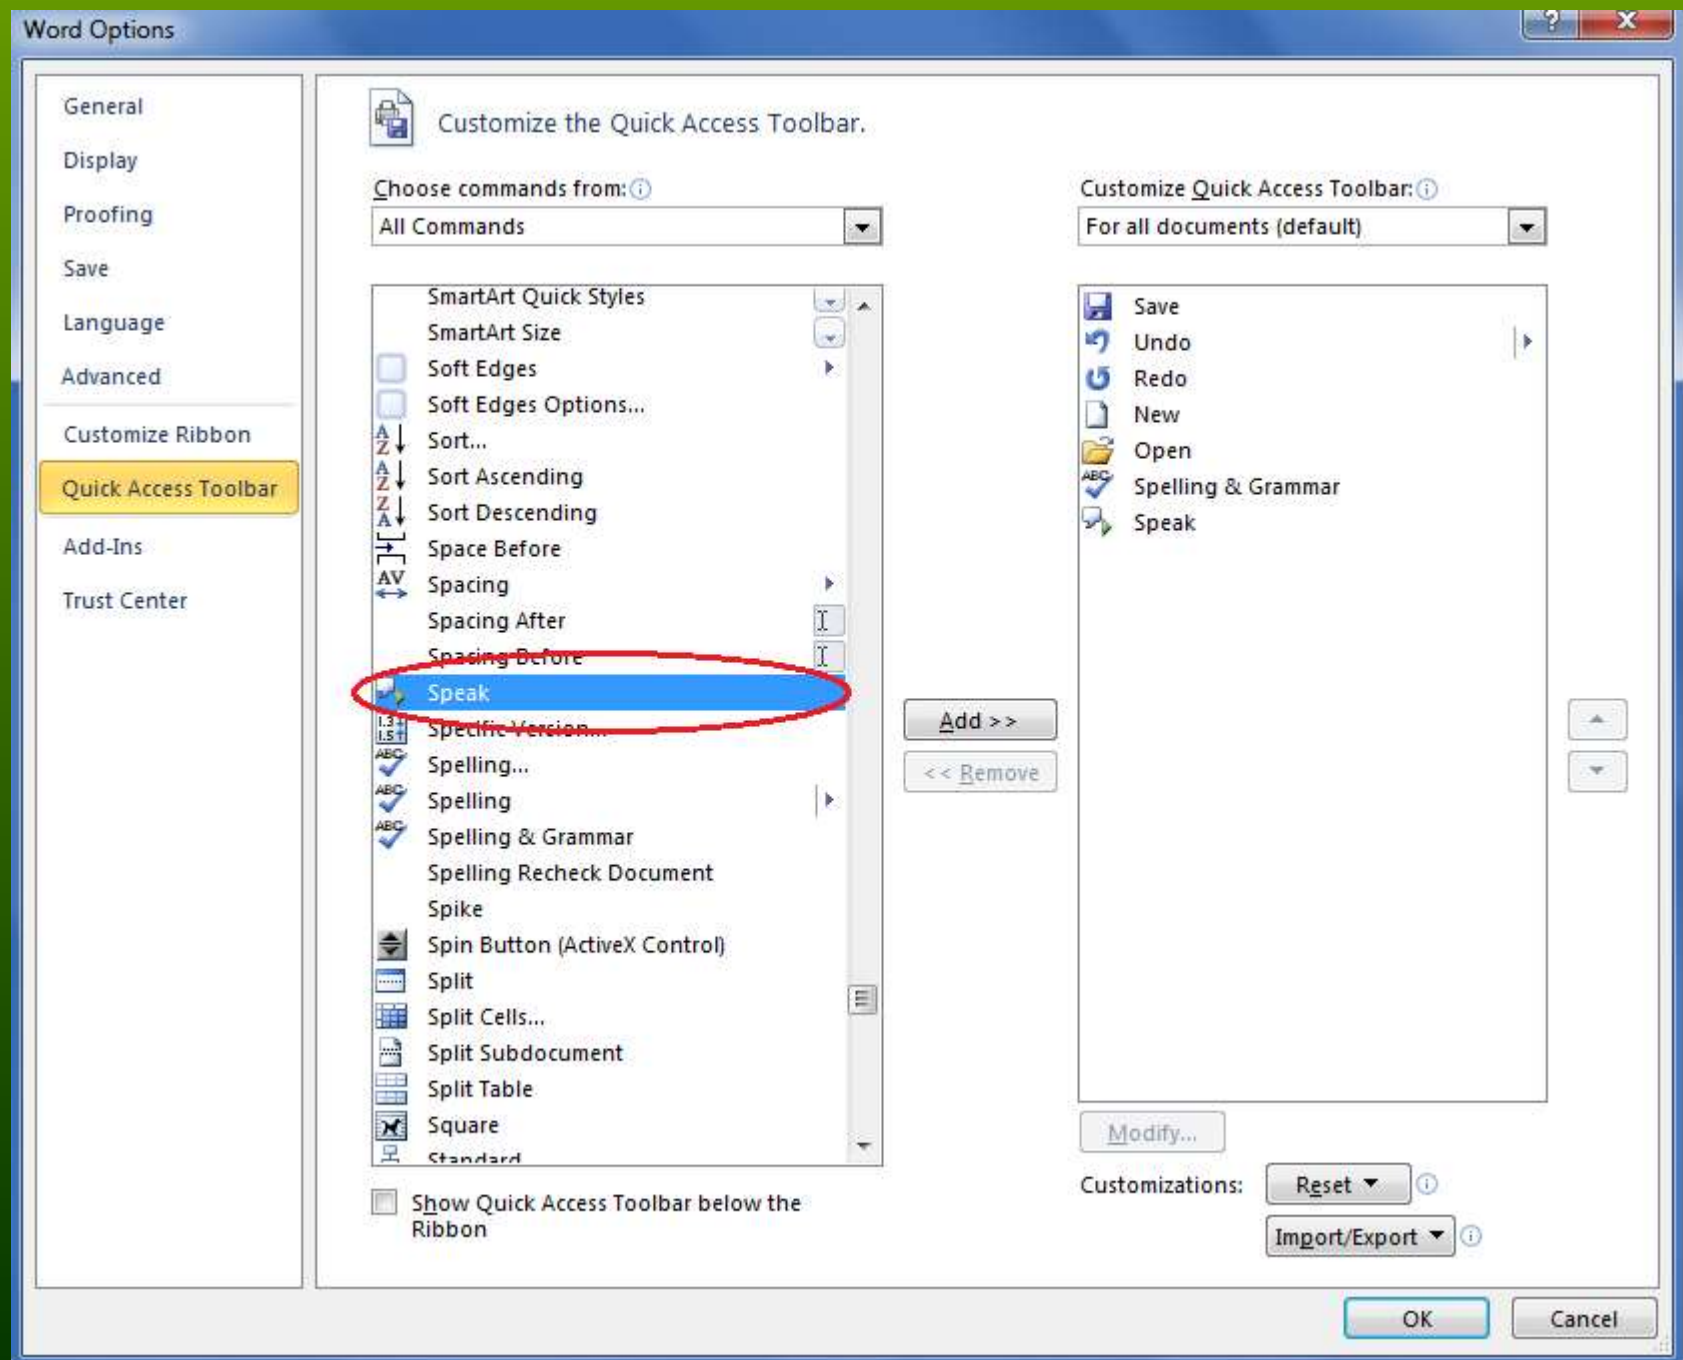 Word Options
?
X
General
Display
Proofing
Save
Language
Advanced
Customize Ribbon
Quick Access Toolbar
Add-Ins
Trust Center
Customize the Quick Access Toolbar.
Choose commands from:
All Commands
SmartArt Quick Styles
SmartArt Size
Soft Edges
Soft Edges Options...
Sort...
Sort Ascending
Sort Descending
Space Before
Spacing
Spacing After
Spacing Before
Speak
Specific Version...
Spelling...
Spelling
Spelling & Grammar
Spelling Recheck Document
Spike
Spin Button (ActiveX Control)
Split
Split Cells...
Split Subdocument
Split Table
Square
Standard
Show Quick Access Toolbar below the
Ribbon
Add >>
<< Remove
Customize Quick Access Toolbar:
For all documents (default)
Save
Undo
Redo
New
Open
Spelling & Grammar
Speak
Modify...
Customizations:
Reset
Import/Export
OK
Cancel